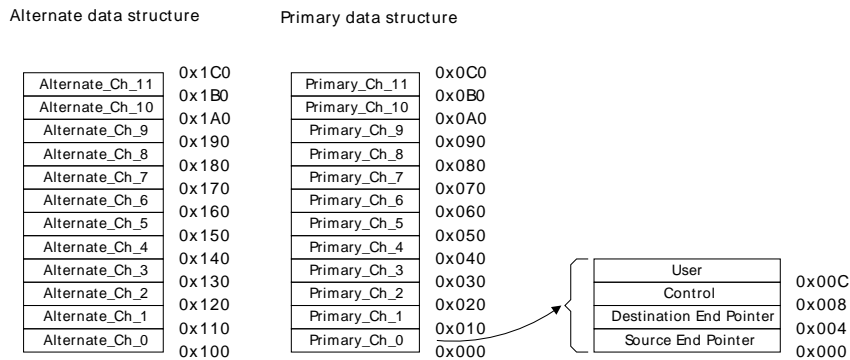 Alternate data structure
Primary data structure
0x1C0
Alternate_Ch_11
0x1B0
Alternate_Ch_10
0x1A0
Alternate_Ch_9
0x190
Alternate_Ch_8
0x180
Alternate_Ch_7
0x170
Alternate_Ch_6
0x160
Alternate_Ch_5
0x150
Alternate_Ch_4
0x140
Alternate_Ch_3
0x130
Alternate_Ch_2
0x120
Alternate_Ch_1
0x110
Alternate_Ch_0
0x100
0x0C0
Primary_Ch_11
0x0B0
Primary_Ch_10
0x0A0
Primary_Ch_9
0x090
Primary_Ch_8
0x080
Primary_Ch_7
0x070
Primary_Ch_6
0x060
Primary_Ch_5
0x050
Primary_Ch_4
0x040
Primary_Ch_3
0x030
Primary_Ch_2
0x020
Primary_Ch_1
0x010
Primary_Ch_0
0x000
User
0x00C
Control
0x008
Destination End Pointer
0x004
Source End Pointer
0x000